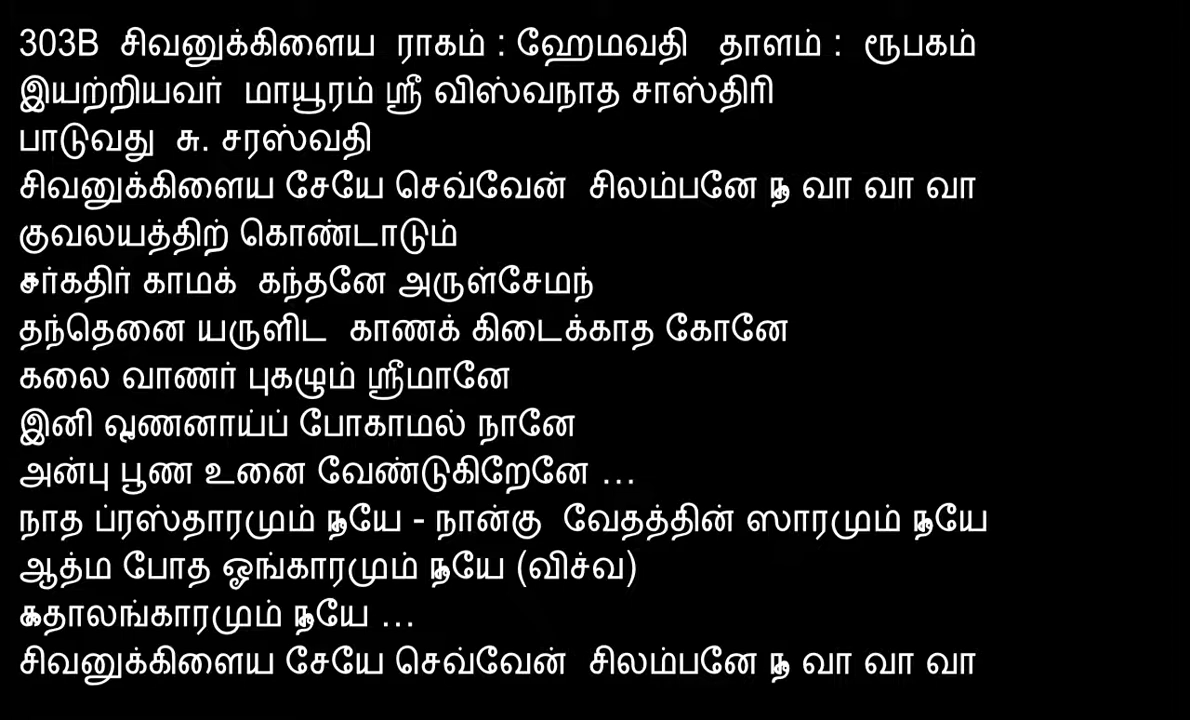 303B சிவனுக்கிளைய ராகம் : ஹேமவதி தாளம் : ரூபகம்
இயற்றியவர் மாயூரம் ஸ்ரீ விஸ்வநாத சாஸ்திரி
பாடுவது சு. சரஸ்வதி
சிவனுக்கிளைய சேயே செவ்வேள் சிலம்பனே நீ வா வா வா
குவலயத்திற் கொண்டாடும்
சீர்கதிர் காமக் கந்தனே அருள்சேமந்
தந்தெனை யருளிட காணக் கிடைக்காத கோனே
கலை வாணர் புகழும் ஸ்ரீமானே
இனி வீணனாய்ப் போகாமல் நானே
அன்பு பூண உனை வேண்டுகிறேனே ...
நாத ப்ரஸ்தாரமும் நீயே - நான்கு வேதத்தின் ஸாரமும் நீயே
ஆத்ம போத ஓங்காரமும் நீயே (விச்வ)
கீதாலங்காரமும் நீயே ...
சிவனுக்கிளைய சேயே செவ்வேள் சிலம்பனே நீ வா வா வா